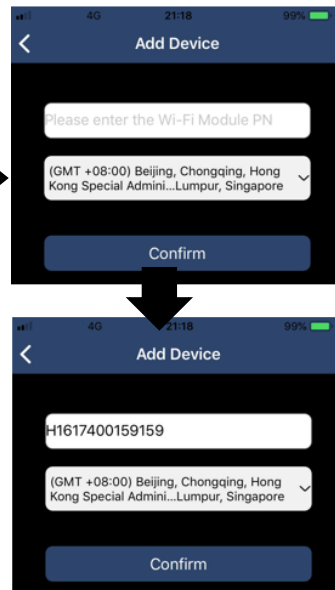 4G 21:18 99%
Add Device
Please enter the Wi-Fi Module PN
(GMT +08:00) Beijing, Chongqing, Hong
Kong Special Admini...Lumpur, Singapore
Confirm
4G 21:18 99%
Add Device
H1617400159159
(GMT +08:00) Beijing, Chongqing, Hong
Kong Special Admini...Lumpur, Singapore
Confirm